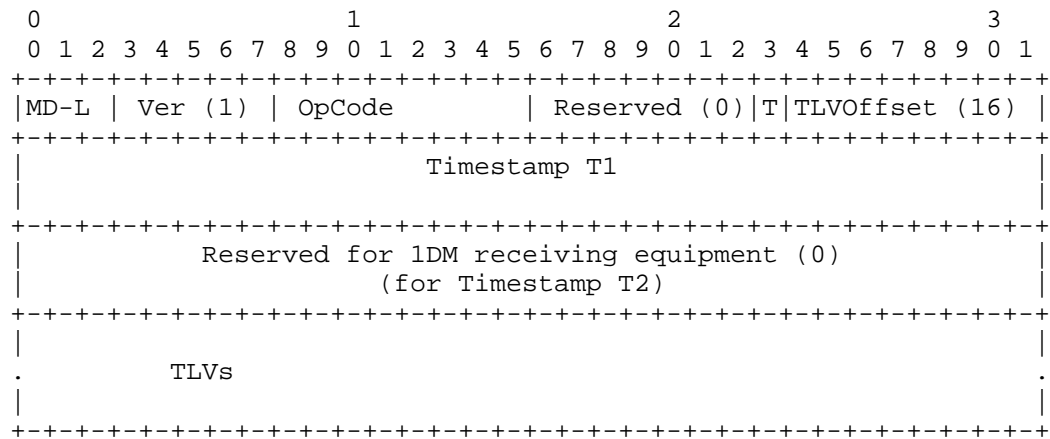 0                   1                   2                   3
0 1 2 3 4 5 6 7 8 9 0 1 2 3 4 5 6 7 8 9 0 1 2 3 4 5 6 7 8 9 0 1
+-+-+-+-+-+-+-+-+-+-+-+-+-+-+-+-+-+-+-+-+-+-+-+-+-+-+-+-+-+-+-+-+
|MD-L | Ver (1) | OpCode        | Reserved (0)|T|TLVOffset (16) |
+-+-+-+-+-+-+-+-+-+-+-+-+-+-+-+-+-+-+-+-+-+-+-+-+-+-+-+-+-+-+-+-+
|                         Timestamp T1                          |
|                                                               |
+-+-+-+-+-+-+-+-+-+-+-+-+-+-+-+-+-+-+-+-+-+-+-+-+-+-+-+-+-+-+-+-+
|           Reserved for 1DM receiving equipment (0)            |
|                      (for Timestamp T2)                       |
+-+-+-+-+-+-+-+-+-+-+-+-+-+-+-+-+-+-+-+-+-+-+-+-+-+-+-+-+-+-+-+-+
|                                                               |
.         TLVs                                                  .
|                                                               |
+-+-+-+-+-+-+-+-+-+-+-+-+-+-+-+-+-+-+-+-+-+-+-+-+-+-+-+-+-+-+-+-+